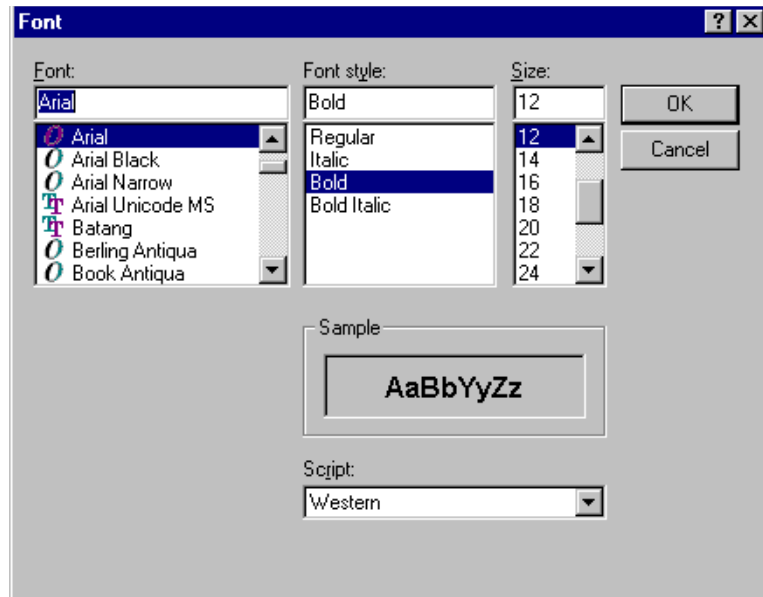 Font
Font:
Arial
Arial
Arial Black
Arial Narrow
Arial Unicode MS
Batang
Berling Antiqua
Book Antiqua
Font style:
Bold
Regular
Italic
Bold
Bold Italic
Size:
12
12
14
16
18
20
22
24
OK
Cancel
Sample
AaBbYyZz
Script:
Western